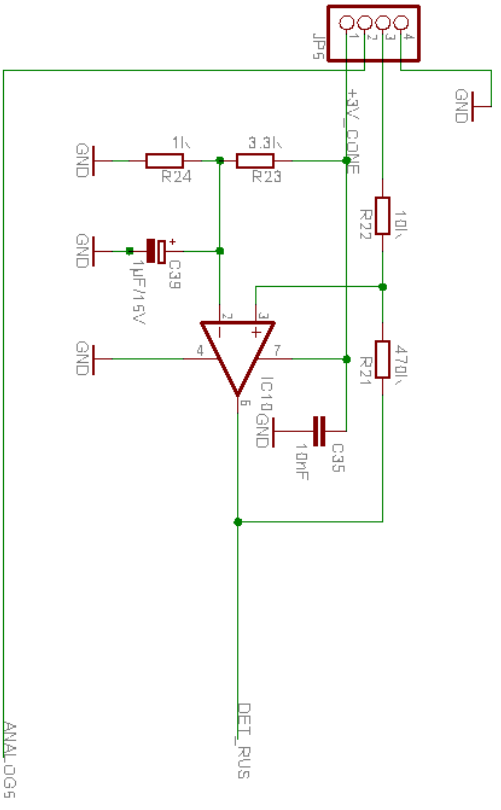 JP5
1
2
3
4
GND
+3V_CONE
1k
3.3k
GND
R24
R23
10k
R22
GND
+
C39
1µF/16V
2
3
-
+
GND
4
7
470k
R21
IC10
6
GND
C35
10nF
DET_RUS
ANALOG5